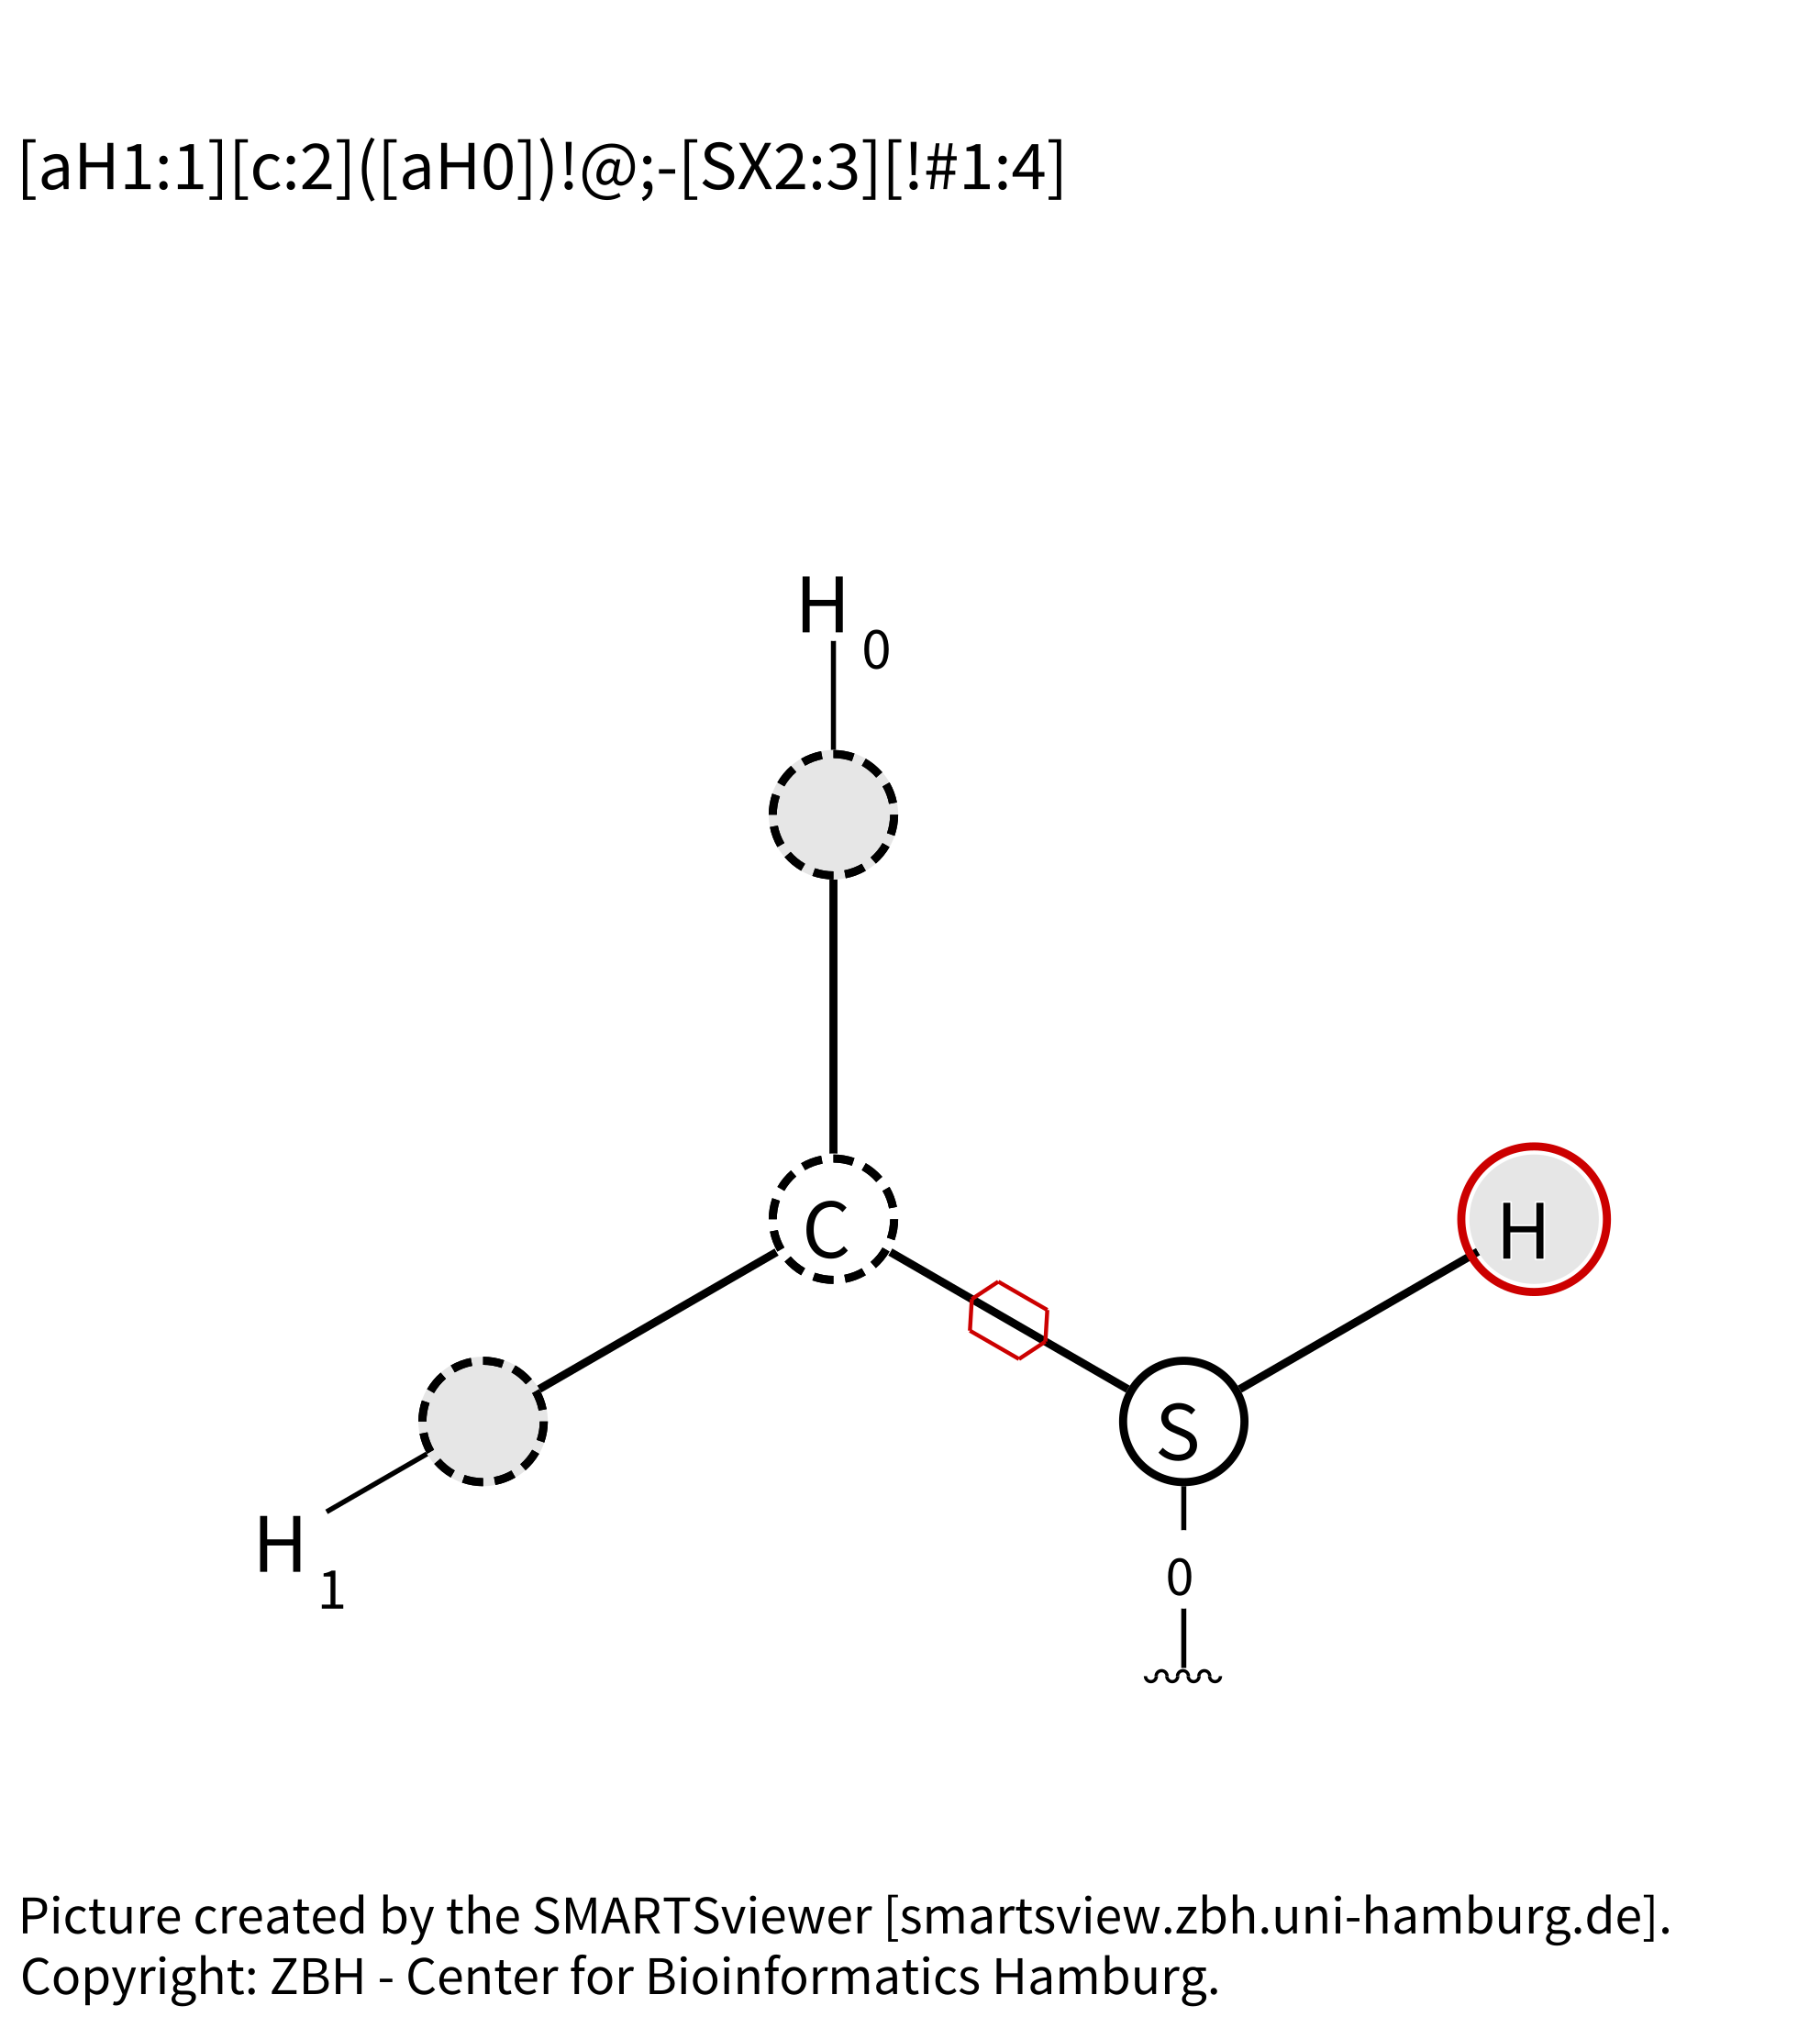 [aH1:1][c:2]([aH0])!@;-[SX2:3][!#1:4]
H 0
C
H
S
H 1
0
Picture created by the SMARTSviewer [smartsview.zbh.uni-hamburg.de].
Copyright: ZBH - Center for Bioinformatics Hamburg.